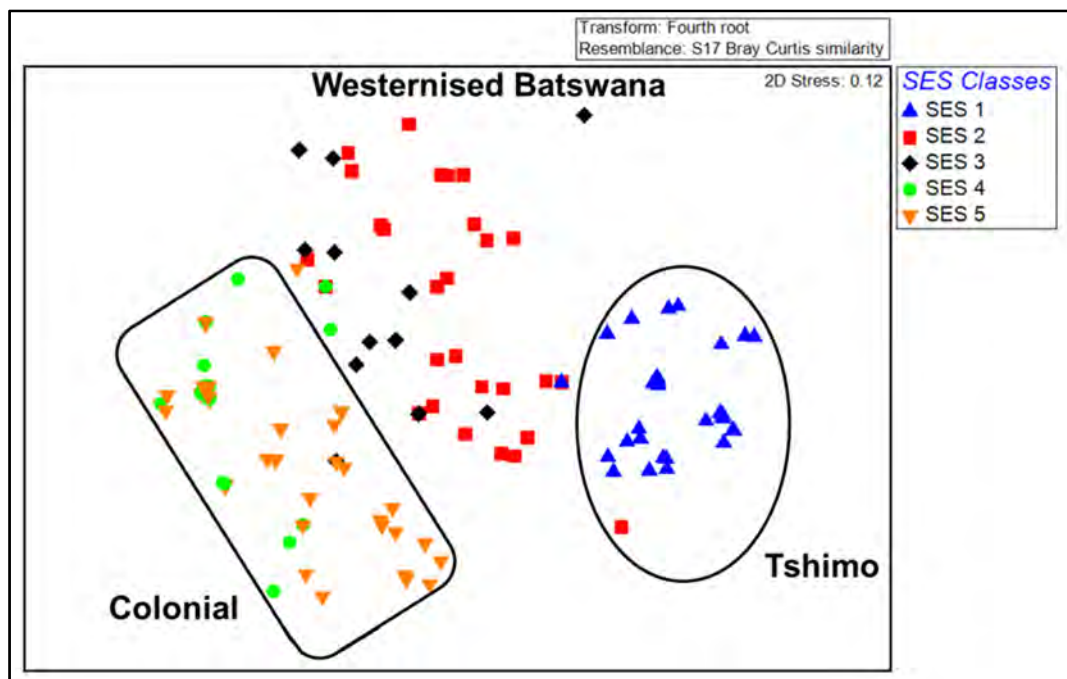 Transform: Fourth root
Resemblance: S17 Bray Curtis similarity
Westernised Batswana
2D Stress: 0.12
SES Classes
SES 1
SES 2
SES 3
SES 4
SES 5
Tshimo
Colonial